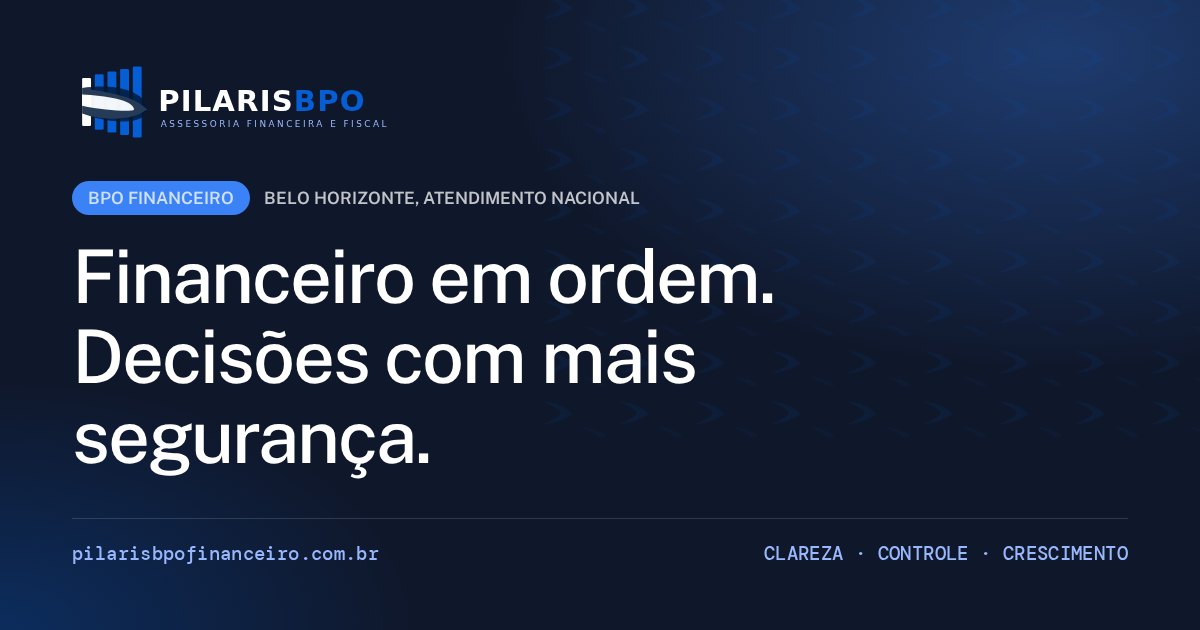 PILARISBPO
ASSESSORIA FINANCEIRA E FISCAL
BPO FINANCEIRO BELO HORIZONTE, ATENDIMENTO NACIONAL
Financeiro em ordem.
Decisões com mais
segurança.
pilarisbpofinanceiro.com.br CLAREZA · CONTROLE · CRESCIMENTO